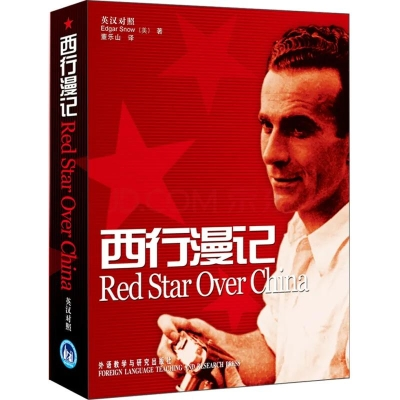 英汉对照
Edgar Snow（美）著
董乐山 译
西行漫记
Red Star Over China
外语教学与研究出版社
FOREIGN LANGUAGE TEACHING AND RESEARCH PRESS
西行漫记
Red Star Over China
英汉对照